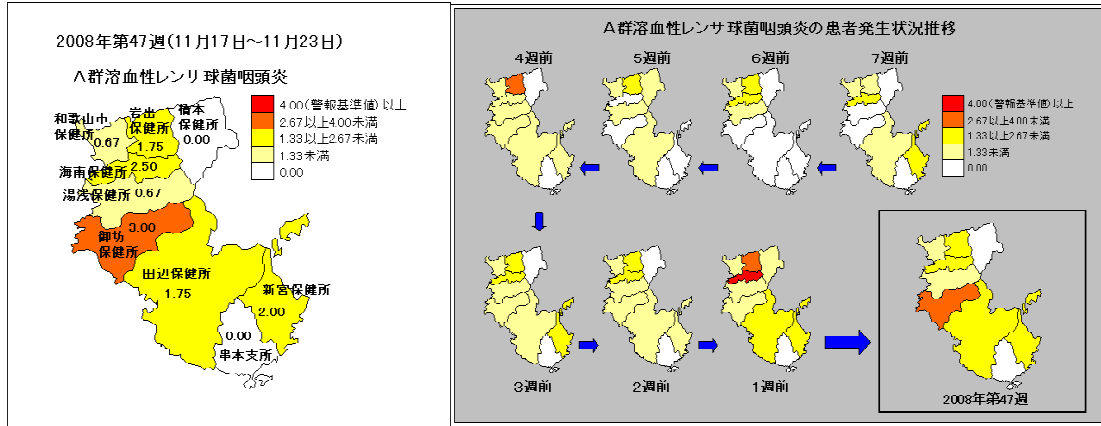 2008年第47週(11月17日～11月23日)
A群溶血性レンサ球菌咽頭炎
4.00(警報基準値)以上
2.67以上4.00未満
1.33以上2.67未満
1.33未満
0.00
和歌山市
保健所
0.67
岩出
保健所
1.75
橋本
保健所
0.00
海南保健所
2.50
湯浅保健所
0.67
御坊
保健所
3.00
田辺保健所
1.75
新宮保健所
2.00
0.00
串本支所
A群溶血性レンサ球菌咽頭炎の患者発生状況推移
4週前
5週前
6週前
7週前
4.00(警報基準値)以上
2.67以上4.00未満
1.33以上2.67未満
1.33未満
0.00
3週前
2週前
1週前
2008年第47週